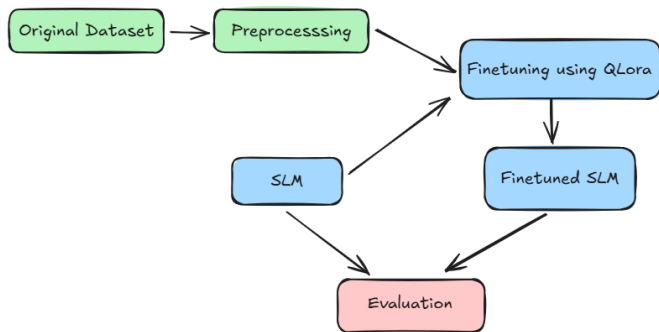 Original Dataset
Preprocesssing
Finetuning using QLora
SLM
Finetuned SLM
Evaluation